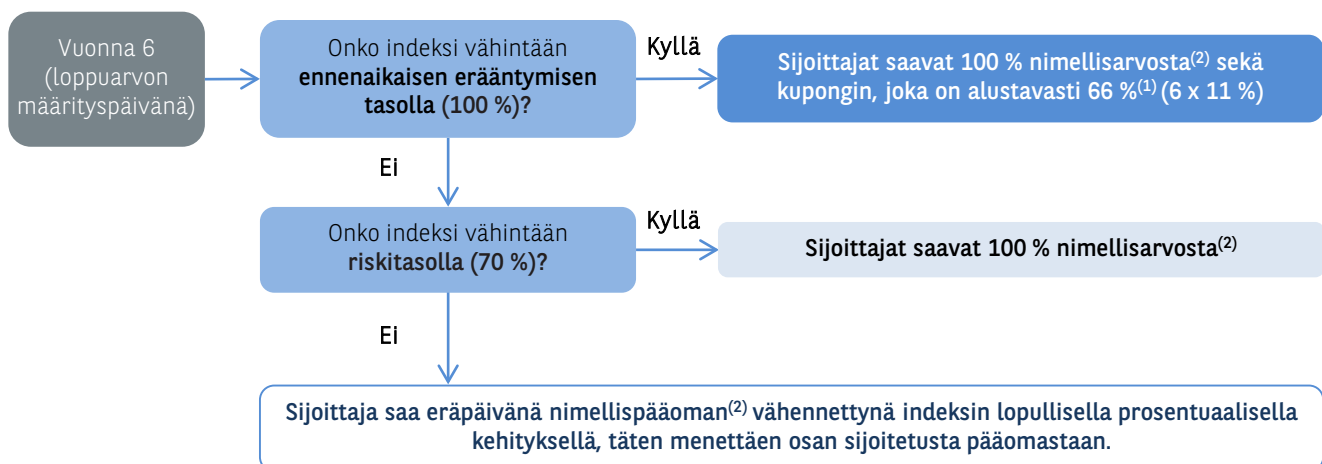 Vuonna 6
(loppuarvon
määrityspäivänä)
Onko indeksi vähintään
ennenaikaisen erääntymisen
tasolla (100 %)?
Kyllä
Sijoittajat saavat 100 % nimellisarvosta(2) sekä
kupongin, joka on alustavasti 66 %(1) (6 x 11 %)
Ei
Onko indeksi vähintään
riskitasolla (70 %)?
Kyllä
Sijoittajat saavat 100 % nimellisarvosta(2)
Ei
Sijoittaja saa eräpäivänä nimellispääoman(2) vähennettynä indeksin lopullisella prosentuaalisella
kehityksellä, täten menettäen osan sijoitetusta pääomastaan.